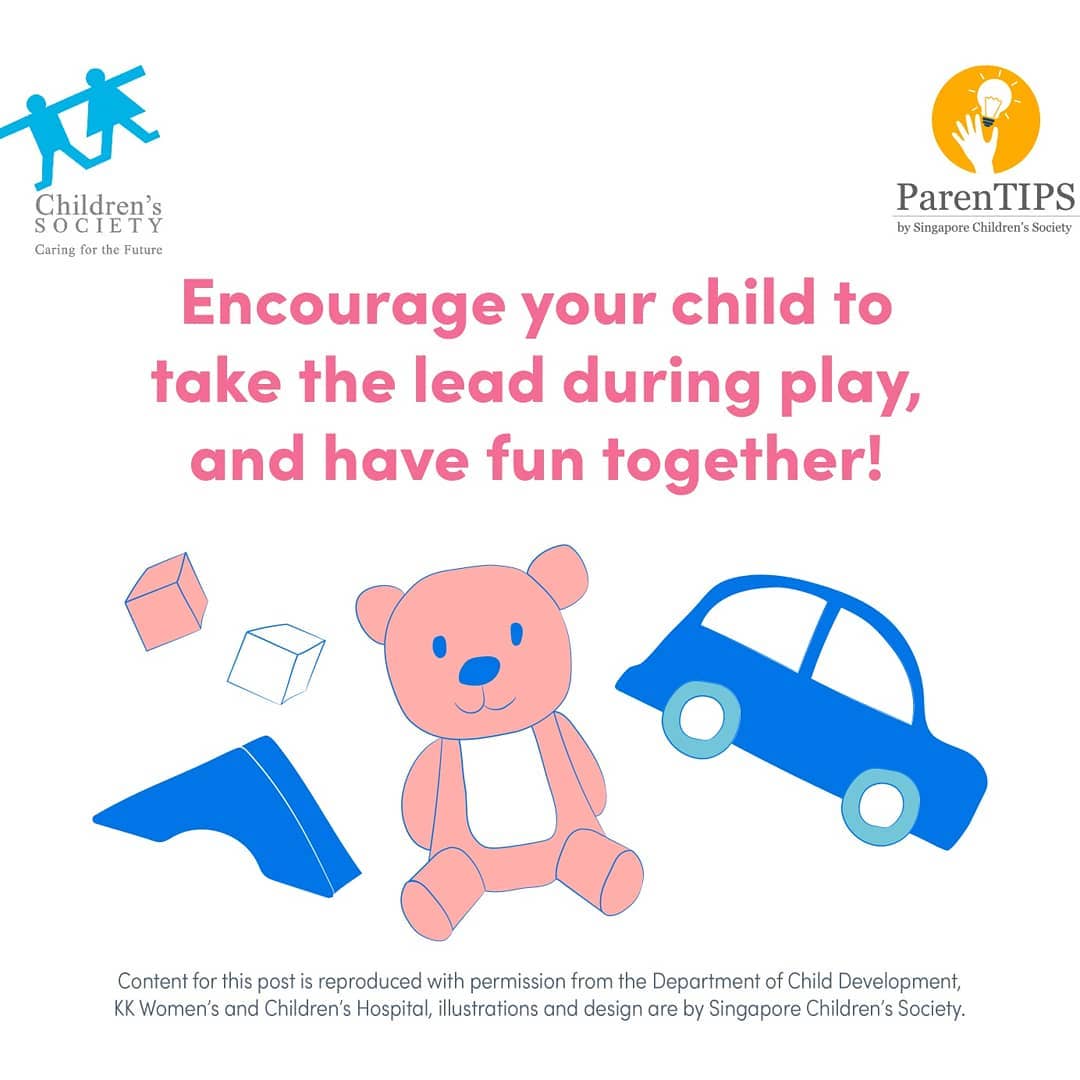 Children's
SOCIETY
Caring for the Future
ParenTIPS
by Singapore Children's Society
Encourage your child to
take the lead during play,
and have fun together!
Content for this post is reproduced with permission from the Department of Child Development,
KK Women's and Children's Hospital, illustrations and design are by Singapore Children's Society.